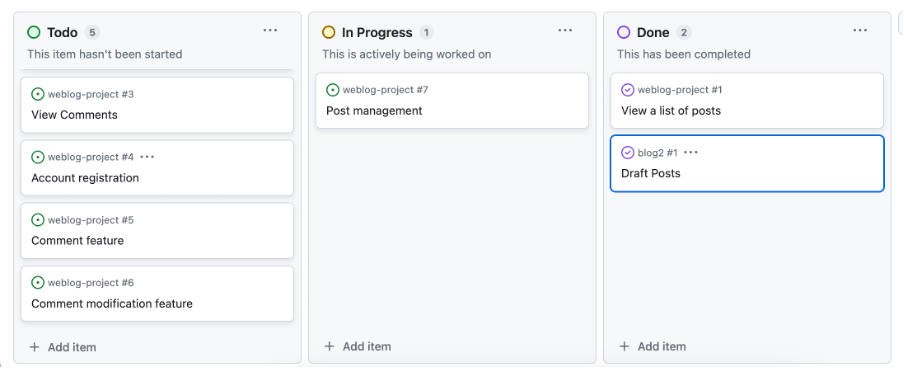 Todo 5 ...
This item hasn't been started
weblog-project #3
View Comments
weblog-project #4 ...
Account registration
weblog-project #5
Comment feature
weblog-project #6
Comment modification feature
+ Add item
In Progress 1 ...
This is actively being worked on
weblog-project #7
Post management
+ Add item
Done 2 ...
This has been completed
weblog-project #1
View a list of posts
blog2 #1 ...
Draft Posts
+ Add item